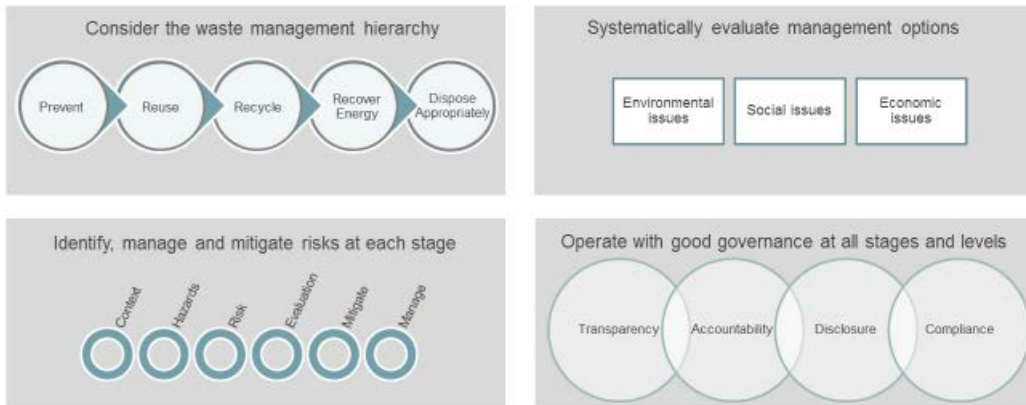 Consider the waste management hierarchy
Prevent
Reuse
Recycle
Recover
Energy
Dispose
Appropriately
Systematically evaluate management options
Environmental
issues
Social issues
Economic
issues
Identify, manage and mitigate risks at each stage
Context
Hazards
Risk
Evaluation
Mitigate
Manage
Operate with good governance at all stages and levels
Transparency
Accountability
Disclosure
Compliance